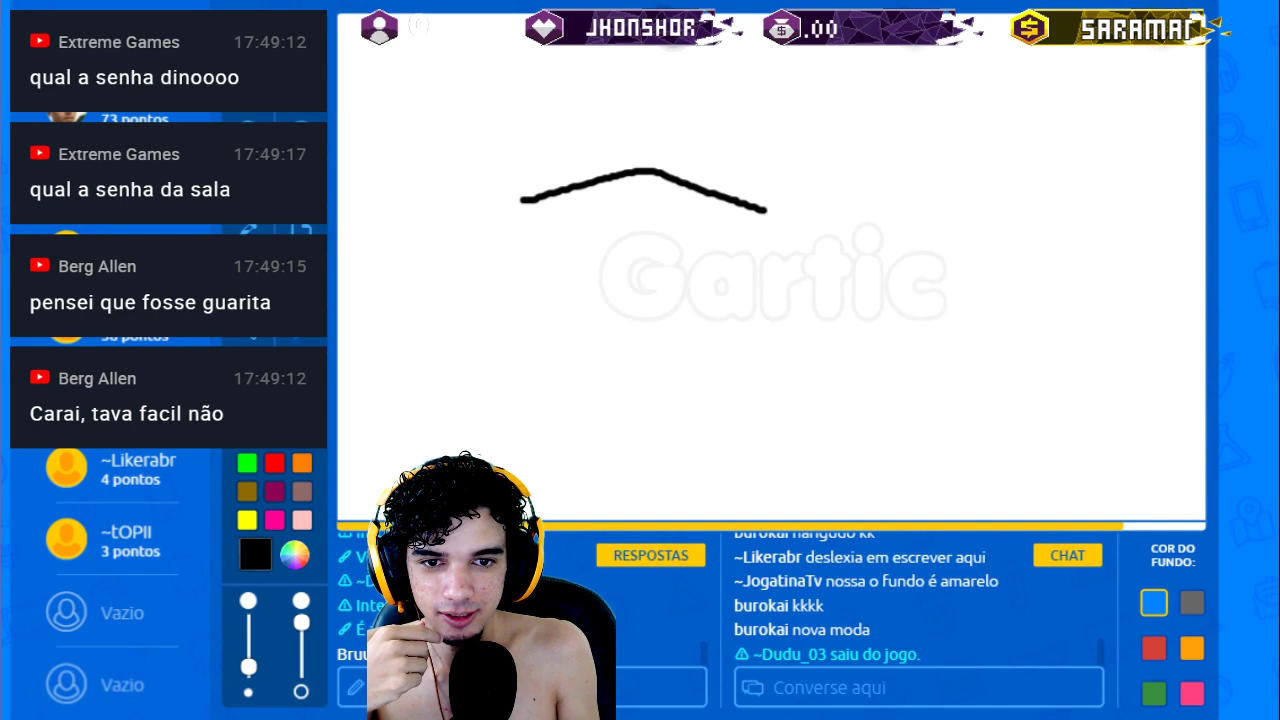 Extreme Games 17:49:12
qual a senha dinoooo
73 pontos
Extreme Games 17:49:17
qual a senha da sala
Berg Allen 17:49:15
pensei que fosse guarita
Berg Allen 17:49:12
Carai, tava facil não
~Likerabr
4 pontos
~tOPII
3 pontos
Vazio
Vazio
(0)
JHONSHOR
.00
SARAMAR
Gartic
RESPOSTAS
~Likerabr deslexia em escrever aqui
~JogatinaTv nossa o fundo é amarelo
burokai kkkk
burokai nova moda
~Dudu_03 saiu do jogo.
Converse aqui
CHAT
COR DO
FUNDO: